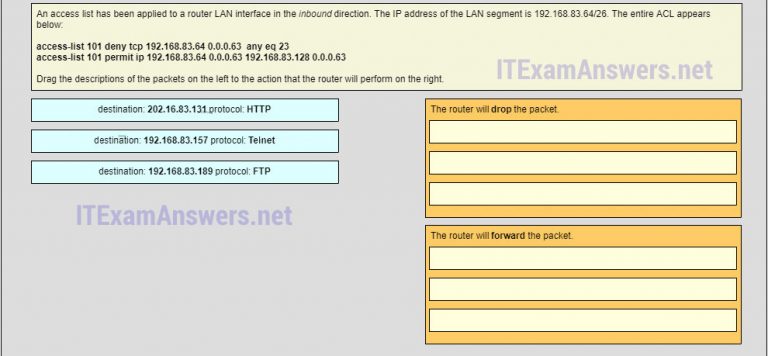 An access list has been applied to a router LAN interface in the inbound direction. The IP address of the LAN segment is 192.168.83.64/26. The entire ACL appears
below:
access-list 101 deny tcp 192.168.83.64 0.0.0.63 any eq 23
access-list 101 permit ip 192.168.83.64 0.0.0.63 192.168.83.128 0.0.0.63
Drag the descriptions of the packets on the left to the action that the router will perform on the right.
ITExamAnswers.net
destination: 202.16.83.131 protocol: HTTP
destination: 192.168.83.157 protocol: Telnet
destination: 192.168.83.189 protocol: FTP
ITExamAnswers.net
The router will drop the packet.
The router will forward the packet.